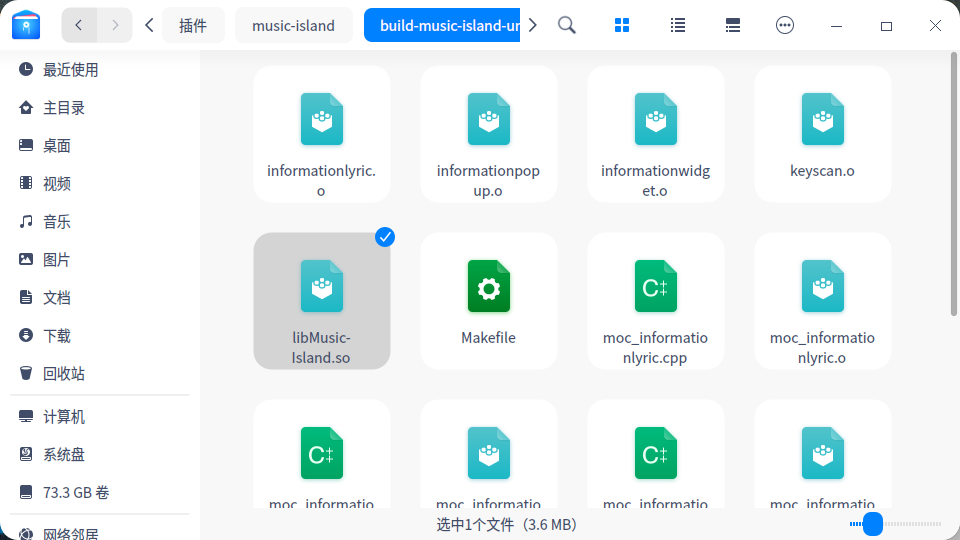 插件
music-island
build-music-island-un
最近使用
主目录
桌面
视频
音乐
图片
文档
下载
回收站
计算机
系统盘
73.3 GB 卷
网络邻居
informationlyric.
o
informationpop
up.o
informationwidg
et.o
keyscan.o
libMusic-
Island.so
Makefile
moc_informatio
nlyric.cpp
moc_informatio
nlyric.o
moc_informatio
moc_informatio
moc_informatio
moc_informatio
选中1个文件（3.6 MB）